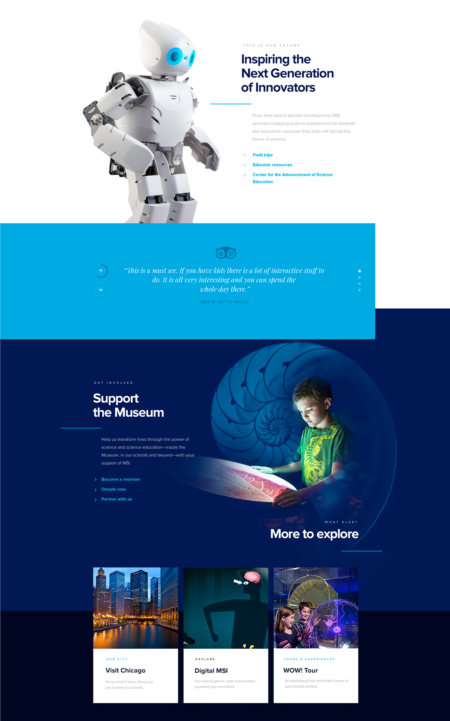 THIS IS OUR FUTURE
Inspiring the
Next Generation
of Innovators
From field trips to teacher development, MSI
provides engaging science experiences for students
and educators—because they both will decide the
future of science.
Field trips
Educator resources
Center for the Advancement of Science
Education
“This is a must see. If you have kids there is a lot of interactive stuff to
do. It is all very interesting and you can spend the
whole day there.”
GET INVOLVED
Support
the Museum
Help us transform lives through the power of
science and science education—inside the
Museum, in our schools and beyond—with your
support of MSI.
Become a member
Donate now
Partner with us
WHAT ELSE?
More to explore
OUR CITY
Visit Chicago
EXPLORE
Digital MSI
TOURS & EXPERIENCES
WOW! Tour